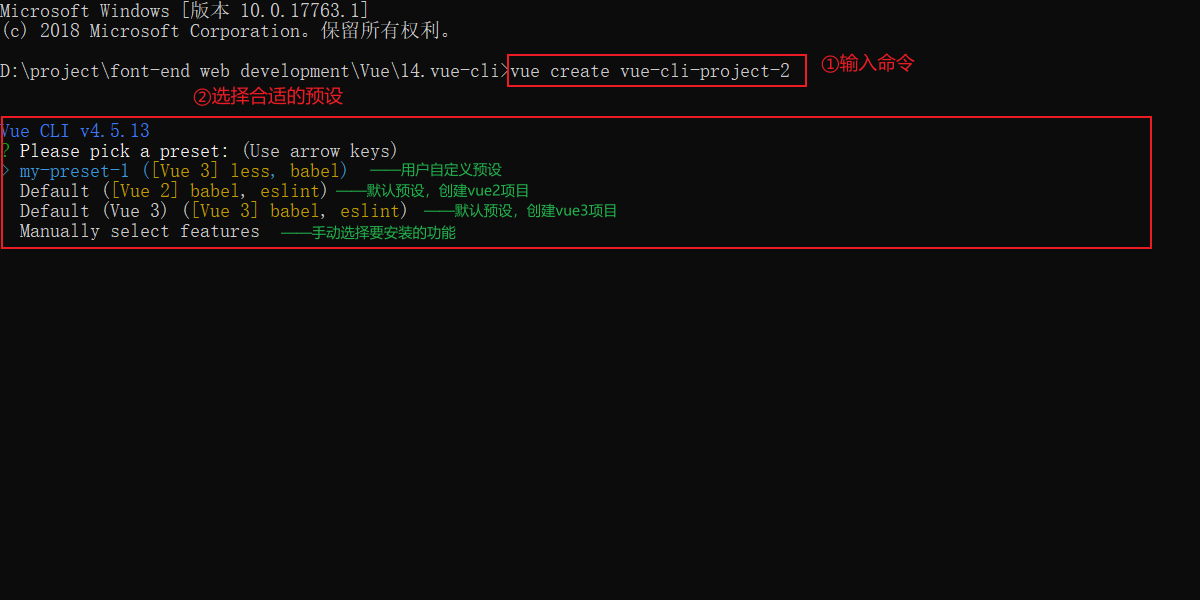 Microsoft Windows [版本 10.0.17763.1]
(c) 2018 Microsoft Corporation。保留所有权利。
D:\project\font-end web development\Vue\14.vue-cli>vue create vue-cli-project-2 ①输入命令
②选择合适的预设
Vue CLI v4.5.13
? Please pick a preset: (Use arrow keys)
> my-preset-1 ([Vue 3] less, babel) ——用户自定义预设
Default ([Vue 2] babel, eslint) ——默认预设，创建vue2项目
Default (Vue 3) ([Vue 3] babel, eslint) ——默认预设，创建vue3项目
Manually select features ——手动选择要安装的功能